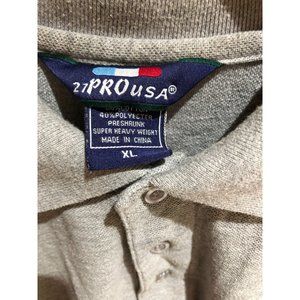 21PROUSA®
40%POLYESTER
PRESHRUNK
SUPER HEAVY WEIGHT
MADE IN CHINA
XL